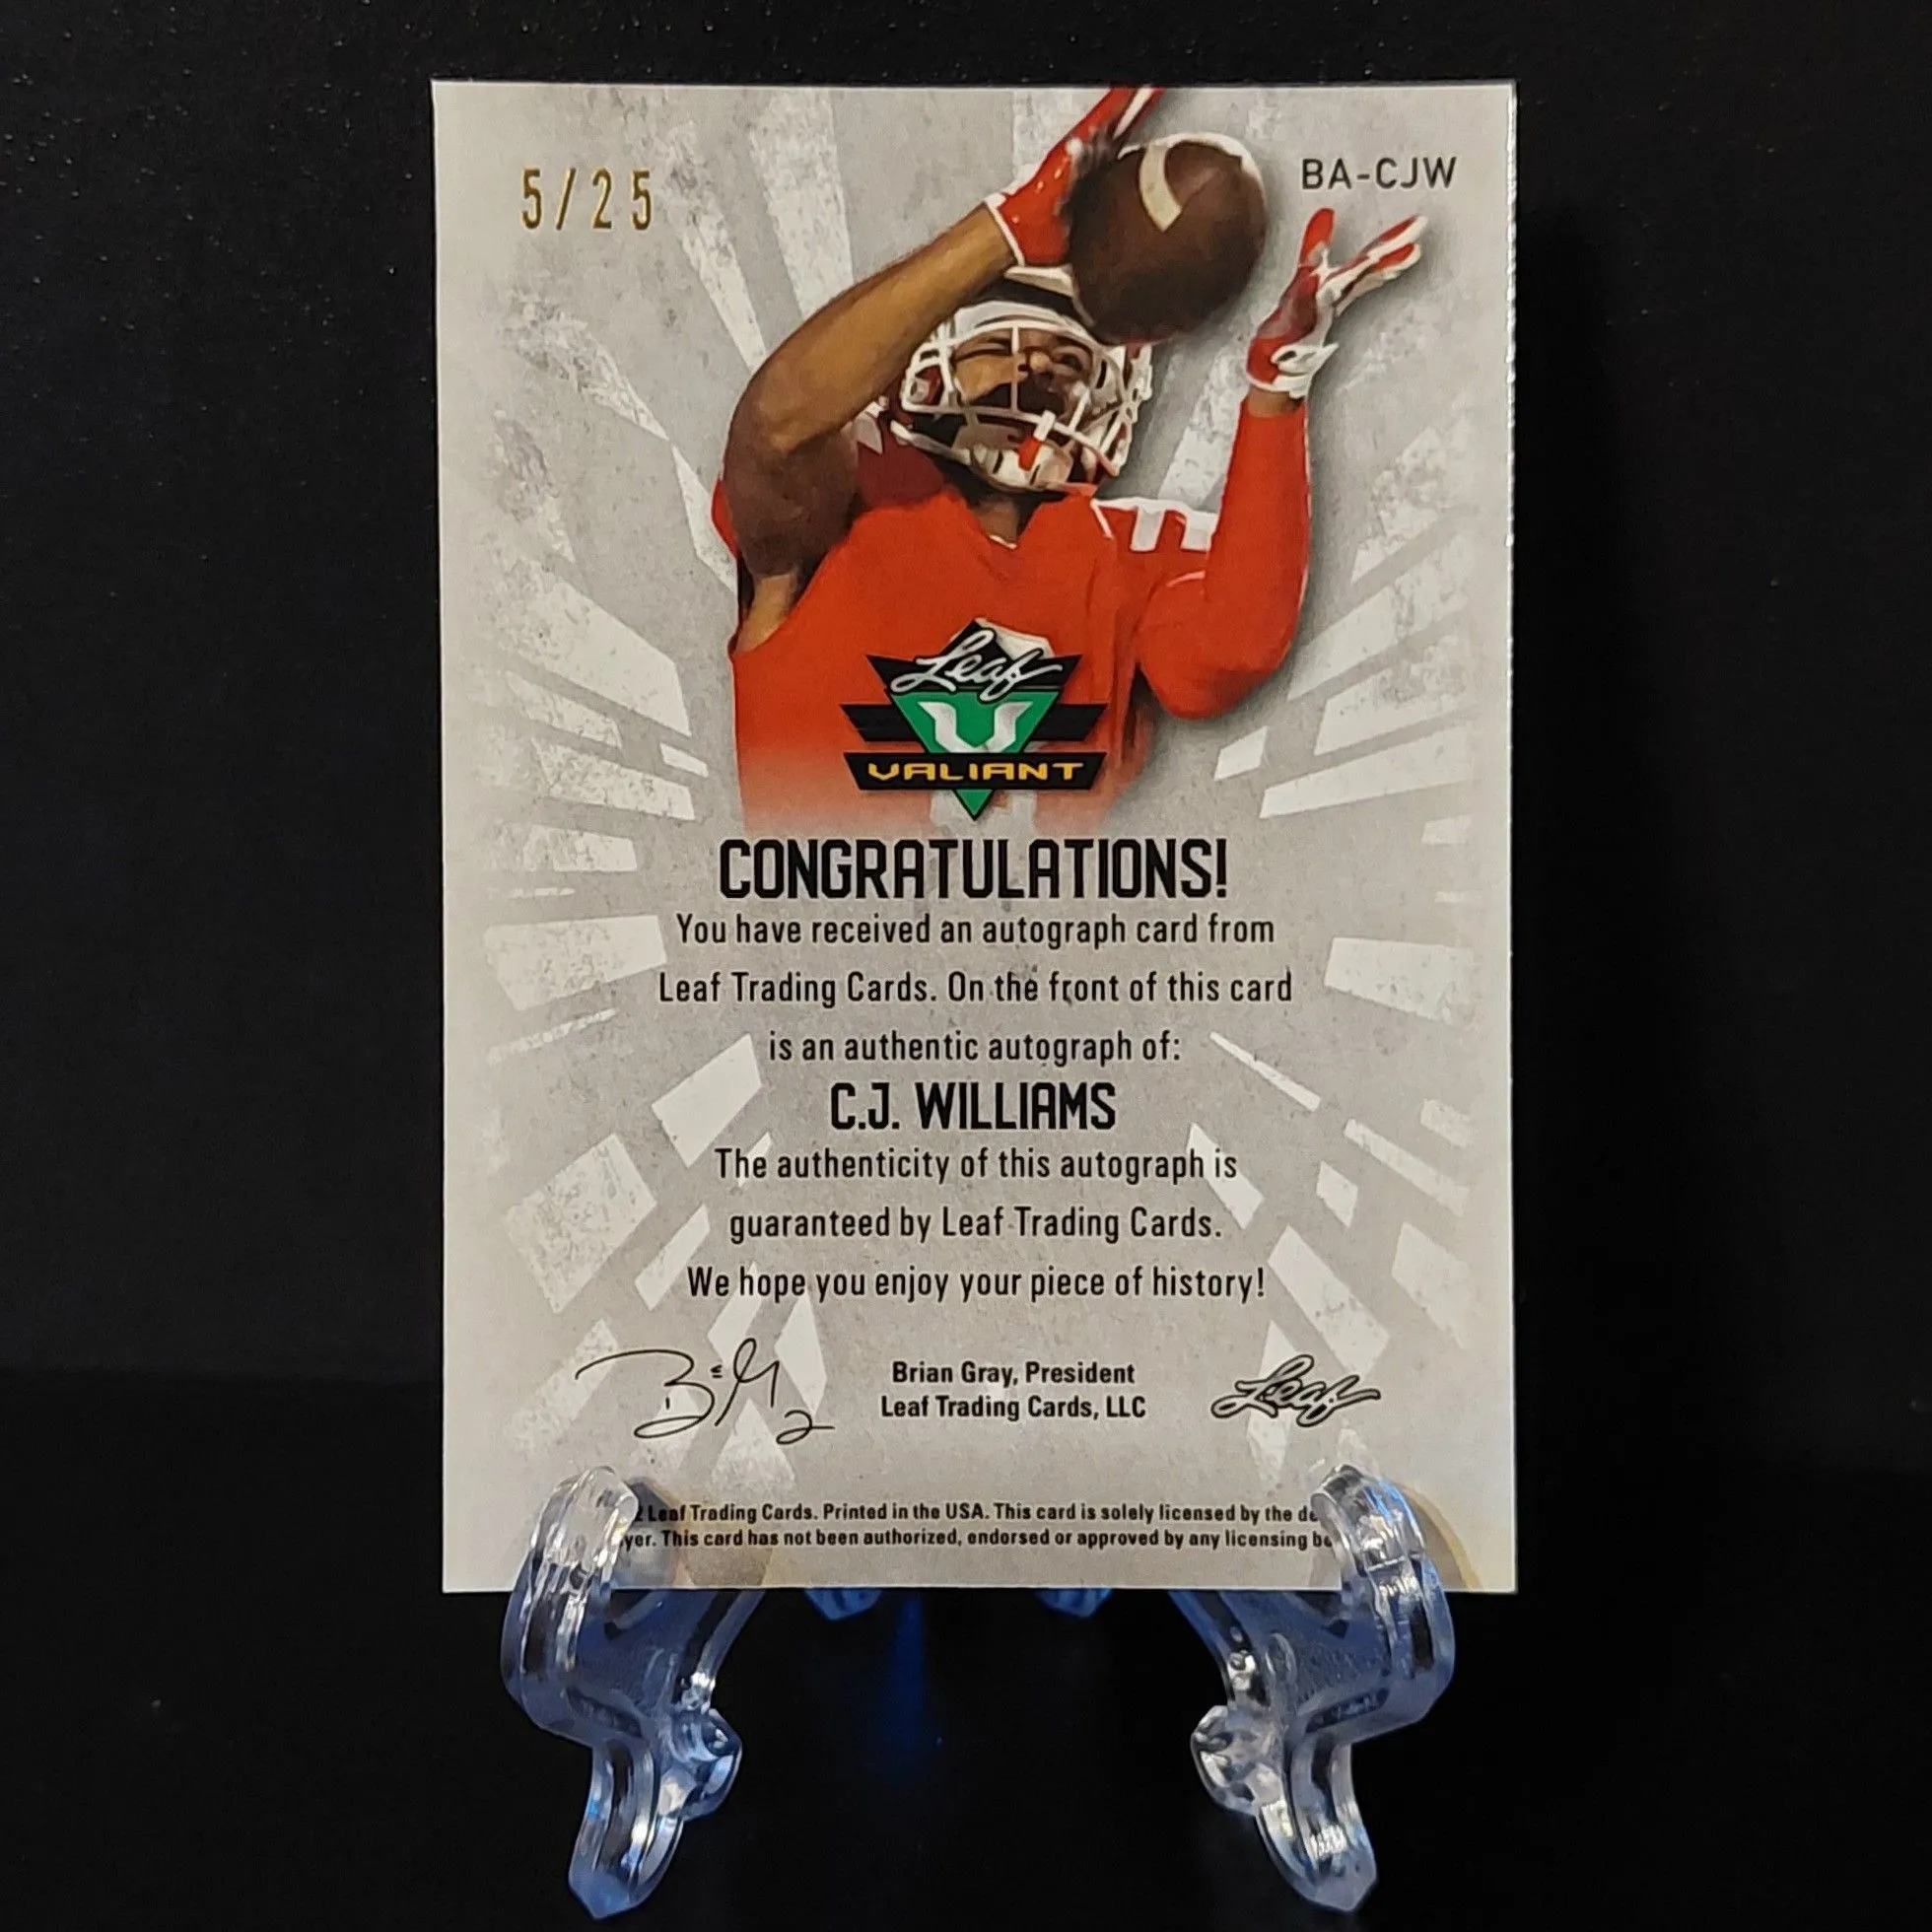 5/25
BA-CJW
Leaf
VALIANT
CONGRATULATIONS!
You have received an autograph card from
Leaf Trading Cards. On the front of this card
is an authentic autograph of:
C.J. WILLIAMS
The authenticity of this autograph is
guaranteed by Leaf Trading Cards.
We hope you enjoy your piece of history!
Brian Gray, President
Leaf Trading Cards, LLC
Leaf
Leaf Trading Cards. Printed in the USA. This card is solely licensed by the
This card has not been authorized, endorsed or approved by any licensing